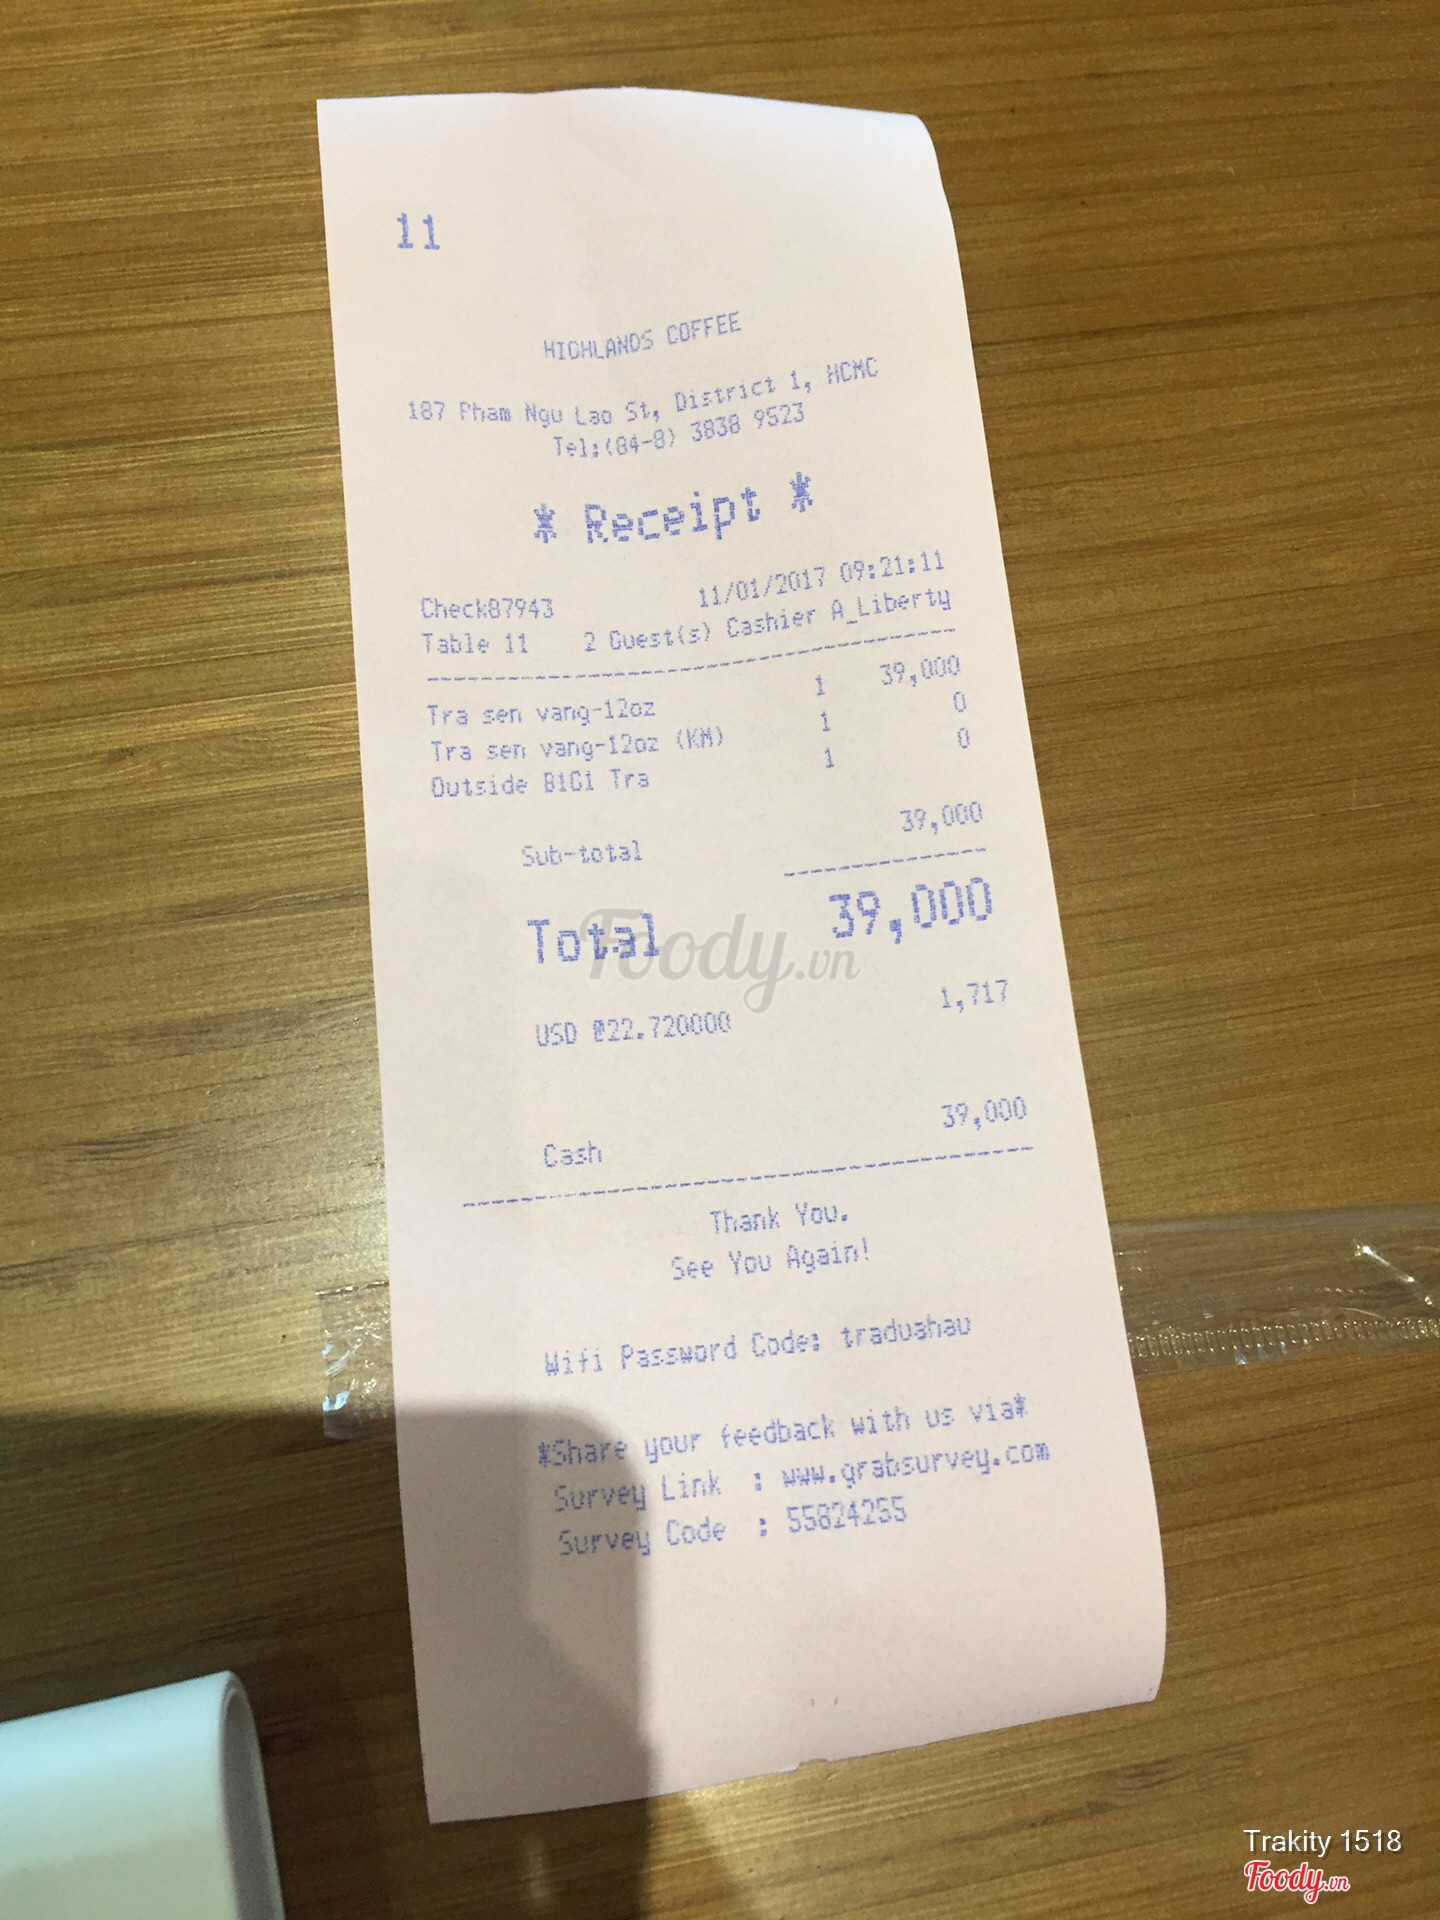 11
HIGHLANDS COFFEE
187 Pham Ngu Lao St, District 1, HCMC
Tel:(84-8) 3838 9523
* Receipt *
Check87943 11/01/2017 09:21:11
Table 11 2 Guest(s) Cashier A_Liberty
Tra sen vang-12oz 1 39,000
Tra sen vang-12oz (KM) 1 0
Outside B1G1 Tra 1 0
Sub-total 39,000
Total 39,000
Foody.vn
USD @22.720000 1,717
Cash 39,000
Thank You.
See You Again!
Wifi Password Code: traduahau
*Share your feedback with us via*
Survey Link : www.grabsurvey.com
Survey Code : 55824255
Trakity 1518
Foody.vn